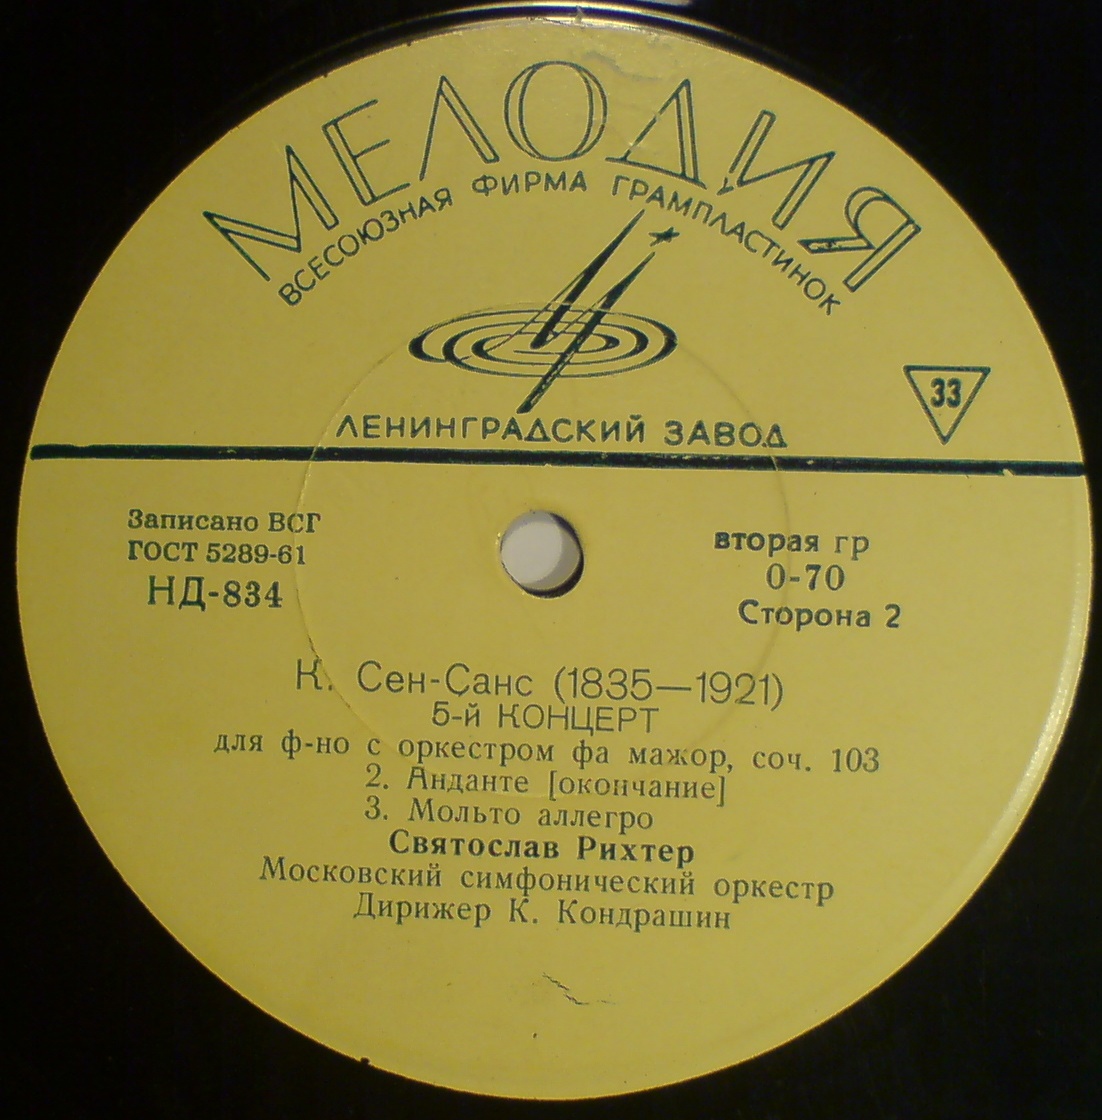 МЕЛОДИЯ
ВСЕСОЮЗНАЯ ФИРМА ГРАМПЛАСТИНОК
33
ЛЕНИНГРАДСКИЙ ЗАВОД
Записано ВСГ
ГОСТ 5289-61
НД-834
вторая гр
0-70
Сторона 2
К. Сен-Санс (1835—1921)
5-й КОНЦЕРТ
для ф-но с оркестром фа мажор, соч. 103
2. Анданте [окончание]
3. Мольто аллегро
Святослав Рихтер
Московский симфонический оркестр
Дирижер К. Кондрашин